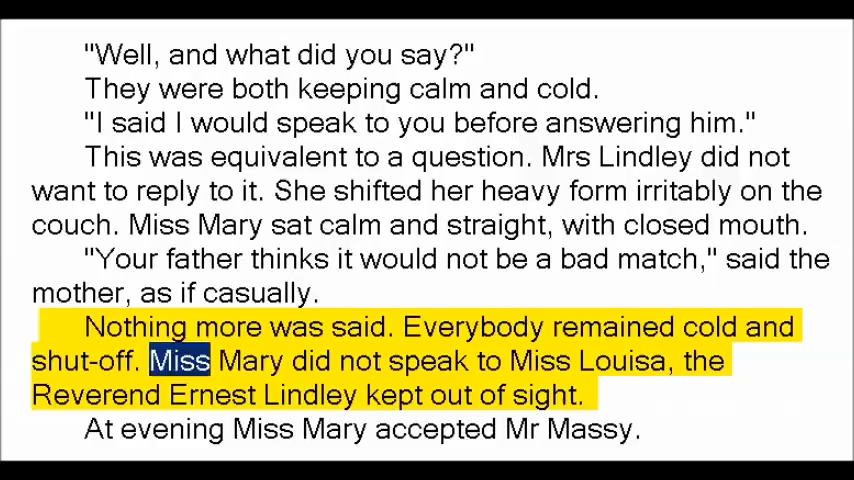 "Well, and what did you say?"
They were both keeping calm and cold.
"I said I would speak to you before answering him."
This was equivalent to a question. Mrs Lindley did not
want to reply to it. She shifted her heavy form irritably on the
couch. Miss Mary sat calm and straight, with closed mouth.
"Your father thinks it would not be a bad match," said the
mother, as if casually.
Nothing more was said. Everybody remained cold and
shut-off. Miss Mary did not speak to Miss Louisa, the
Reverend Ernest Lindley kept out of sight.
At evening Miss Mary accepted Mr Massy.